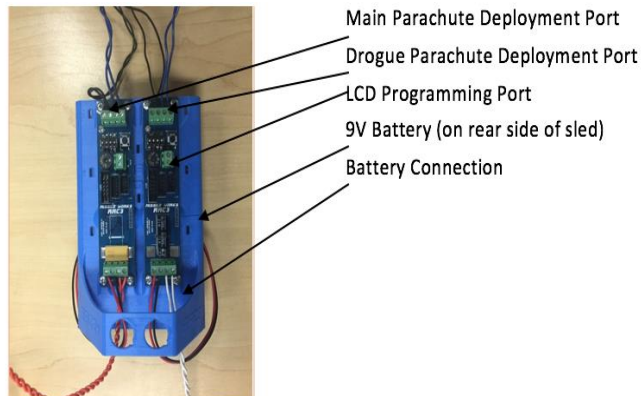 Main Parachute Deployment Port
Drogue Parachute Deployment Port
LCD Programming Port
9V Battery (on rear side of sled)
Battery Connection